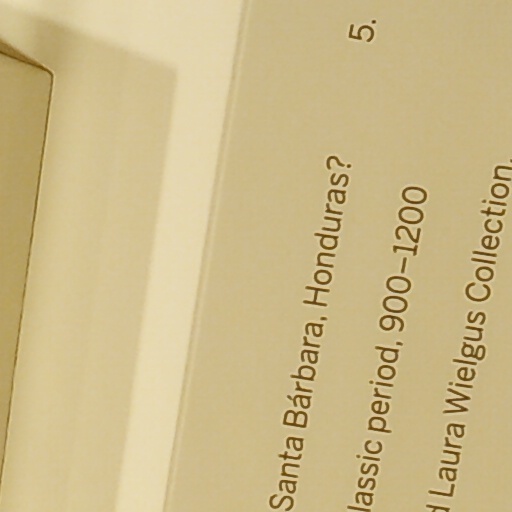 Santa Bárbara, Honduras?
5.
lassic period, 900–1200
d Laura Wielgus Collection,